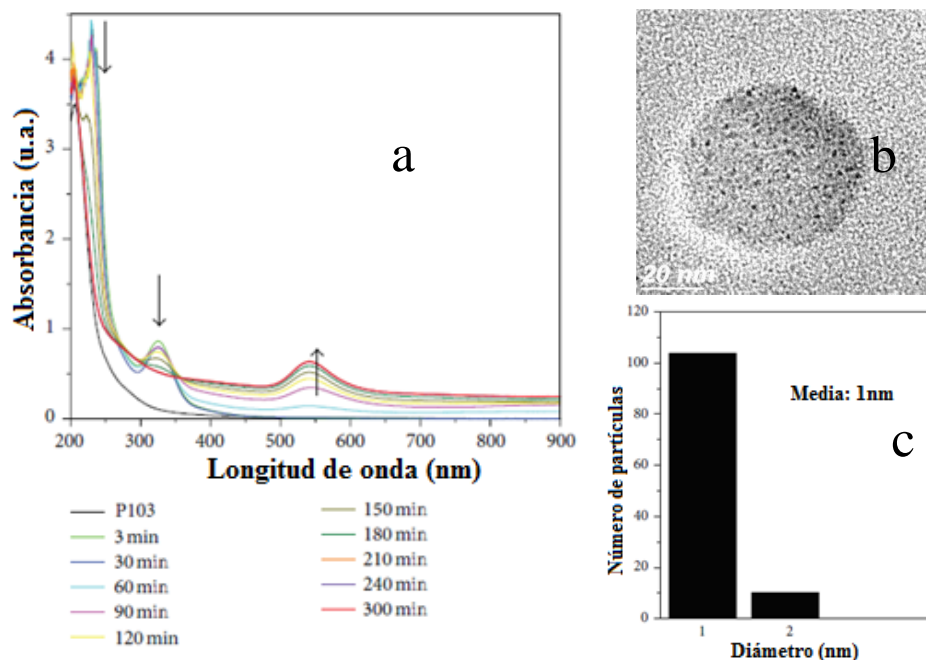 4
3
2
1
0
Absorbancia (u.a.)
a
200 300 400 500 600 700 800 900
Longitud de onda (nm)
P103
3 min
30 min
60 min
90 min
120 min
150 min
180 min
210 min
240 min
300 min
b
20 nm
120
100
80
60
40
20
0
Número de partículas
Media: 1nm
c
1 2
Diámetro (nm)